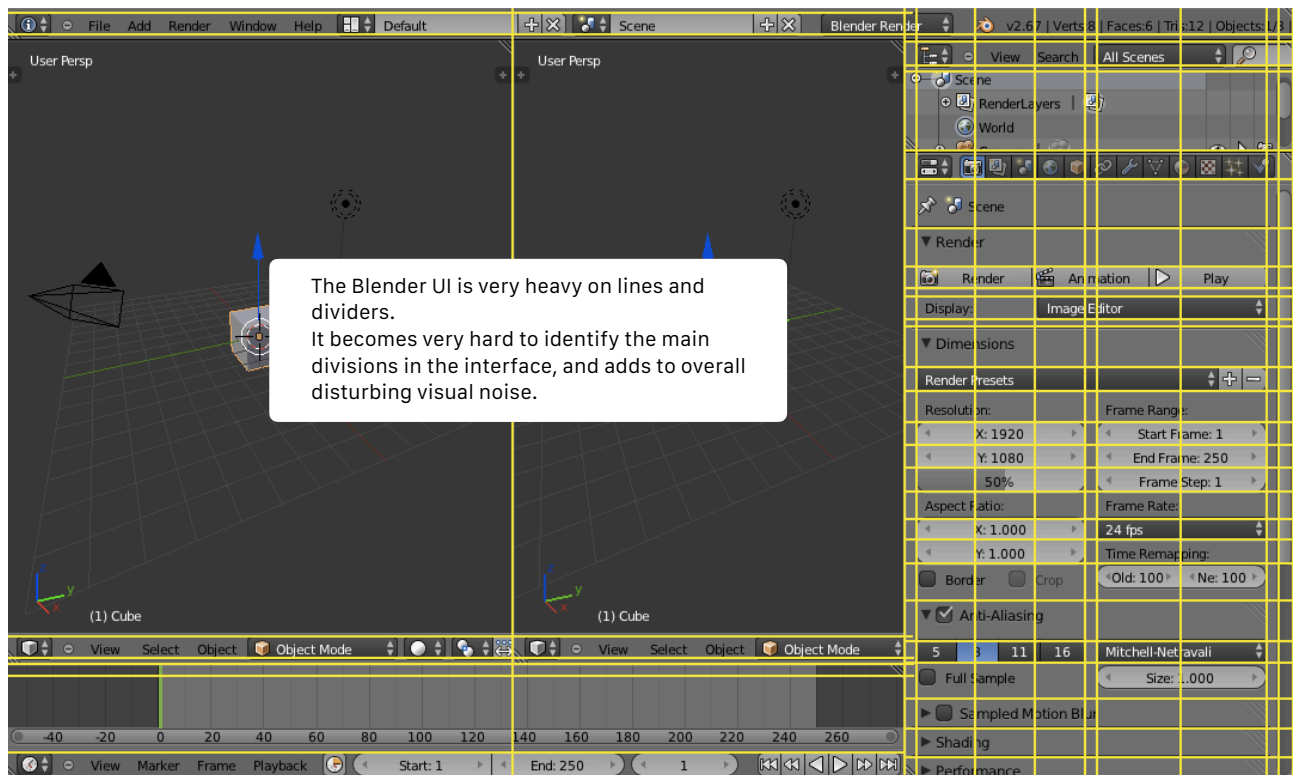 File Add Render Window Help Default Scene Blender Render v2.67 | Verts:8 | Faces:6 | Tris:12 | Objects:1/3
User Persp
User Persp
View Search All Scenes
Scene
RenderLayers
World
Scene
Render
Render Animation Play
Display: Image Editor
Dimensions
Render Presets
Resolution: Frame Range:
X: 1920 Start Frame: 1
Y: 1080 End Frame: 250
50% Frame Step: 1
Aspect Ratio: Frame Rate:
X: 1.000 24 fps
Y: 1.000 Time Remapping:
Border Crop Old: 100 Ne: 100
Anti-Aliasing
5 8 11 16 Mitchell-Netravali
Full Sample Size: 1.000
Sampled Motion Blur
Shading
Performance
The Blender UI is very heavy on lines and
dividers.
It becomes very hard to identify the main
divisions in the interface, and adds to overall
disturbing visual noise.
z
y
x
(1) Cube
z
y
x
(1) Cube
View Select Object Object Mode
View Select Object Object Mode
-40 -20 0 20 40 60 80 100 120 140 160 180 200 220 240 260
View Marker Frame Playback Start: 1 End: 250 1